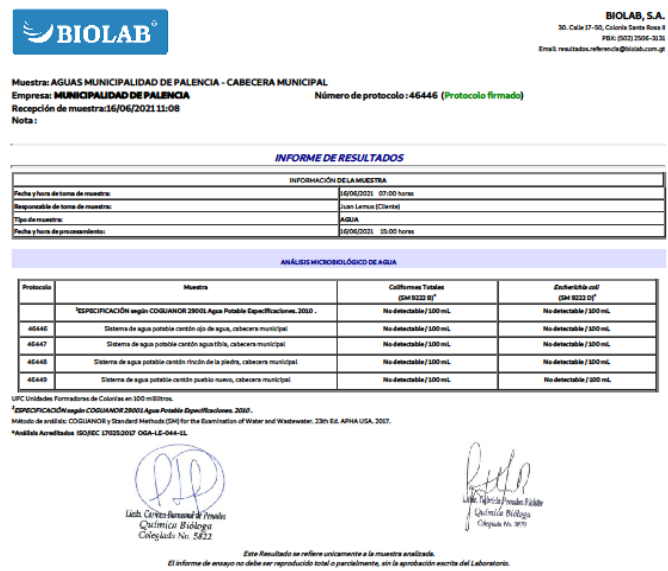 BIOLAB
BIOLAB, S.A.
30. Calle 17-50, Colonia Santa Rosa II
PBX: (502) 2506-3131
Email: resultados.referencia@biolab.com.gt
Muestra: AGUAS MUNICIPALIDAD DE PALENCIA - CABECERA MUNICIPAL
Empresa: MUNICIPALIDAD DE PALENCIA Número de protocolo : 46446 (Protocolo firmado)
Recepción de muestra:16/06/2021 11:08
Nota :
INFORME DE RESULTADOS
INFORMACIÓN DE LA MUESTRA
Fecha y hora de toma de muestra: 16/06/2021 07:00 horas
Responsable de toma de muestra: Juan Lemus (Cliente)
Tipo de muestra: AGUA
Fecha y hora de procesamiento: 16/06/2021 15:00 horas
ANÁLISIS MICROBIOLÓGICO DE AGUA
Protocolo Muestra Coliformes Totales Escherichia coli
(SM 9222 B)* (SM 9222 D)*
¹ESPECIFICACIÓN según COGUANOR 29001 Agua Potable Especificaciones. 2010 . No detectable / 100 mL No detectable / 100 mL
46446 Sistema de agua potable cantón ojo de agua, cabecera municipal No detectable / 100 mL No detectable / 100 mL
46447 Sistema de agua potable cantón agua tibia, cabecera municipal No detectable / 100 mL No detectable / 100 mL
46448 Sistema de agua potable cantón rincón de la piedra, cabecera municipal No detectable / 100 mL No detectable / 100 mL
46449 Sistema de agua potable cantón pueblo nuevo, cabecera municipal No detectable / 100 mL No detectable / 100 mL
UFC Unidades Formadoras de Colonias en 100 mililitros.
¹ESPECIFICACIÓN según COGUANOR 29001 Agua Potable Especificaciones. 2010 .
Método de análisis: COGUANOR y Standard Methods (SM) for the Examination of Water and Wastewater. 23th Ed. APHA USA. 2017.
*Análisis Acreditados ISO/IEC 17025:2017 OGA-LE-044-11.
Licda. de Penados
Química Bióloga
Colegiada No. 5822
Licda. Gabriela Penados
Química Bióloga
Colegiada No.
Este Resultado se refiere unicamente a la muestra analizada.
El informe de ensayo no debe ser reproducido total o parcialmente, sin la aprobación escrita del Laboratorio.